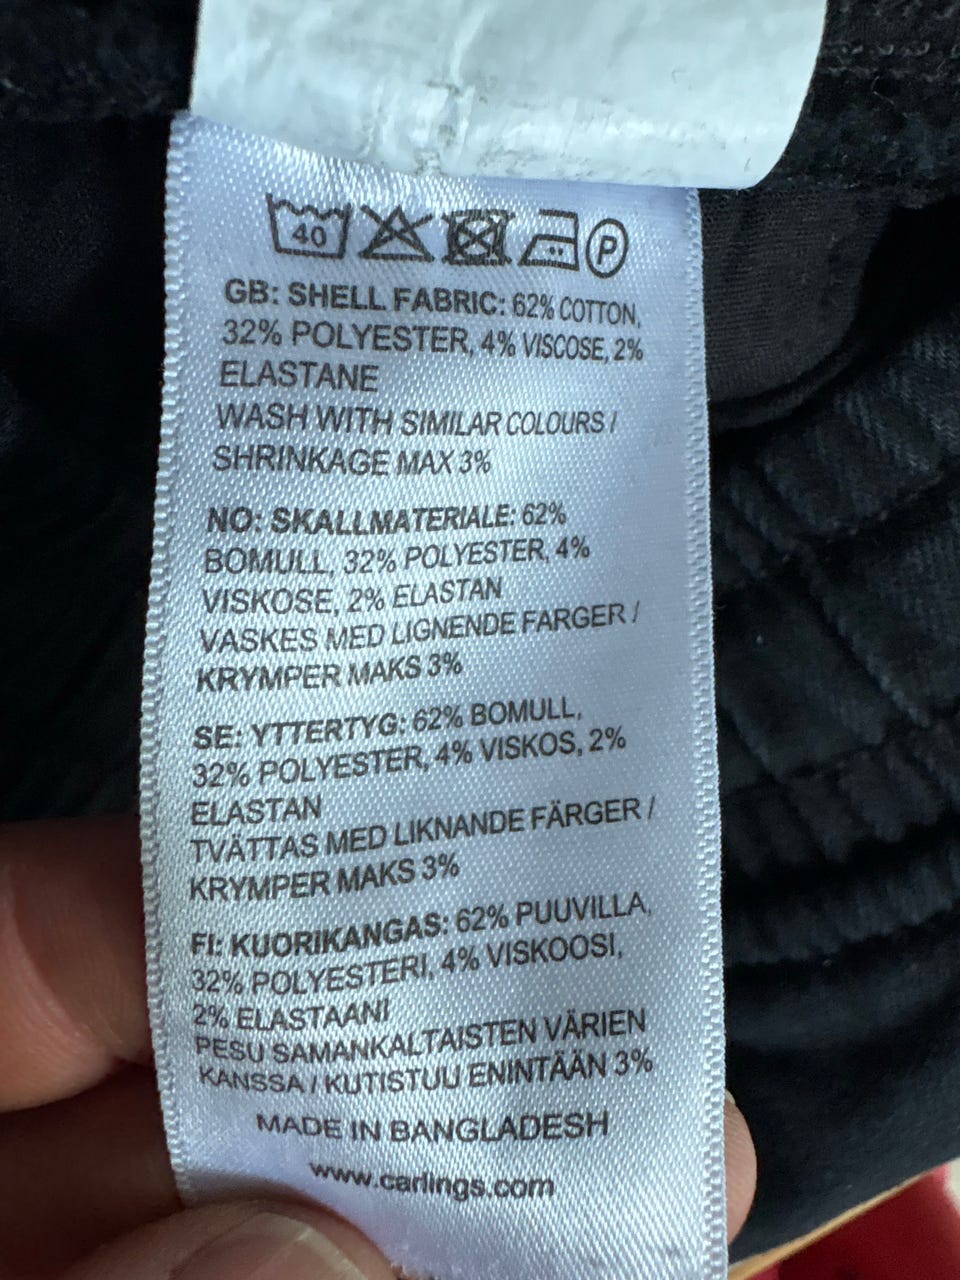 40 P
GB: SHELL FABRIC: 62% COTTON,
32% POLYESTER, 4% VISCOSE, 2%
ELASTANE
WASH WITH SIMILAR COLOURS /
SHRINKAGE MAX 3%
NO: SKALLMATERIALE: 62%
BOMULL, 32% POLYESTER, 4%
VISKOSE, 2% ELASTAN
VASKES MED LIGNENDE FARGER /
KRYMPER MAKS 3%
SE: YTTERTYG: 62% BOMULL,
32% POLYESTER, 4% VISKOS, 2%
ELASTAN
TVÄTTAS MED LIKNANDE FÄRGER /
KRYMPER MAKS 3%
FI: KUORIKANGAS: 62% PUUVILLA,
32% POLYESTERI, 4% VISKOOSI,
2% ELASTAANI
PESU SAMANKALTAISTEN VÄRIEN
KANSSA / KUTISTUU ENINTÄÄN 3%
MADE IN BANGLADESH
www.carlings.com